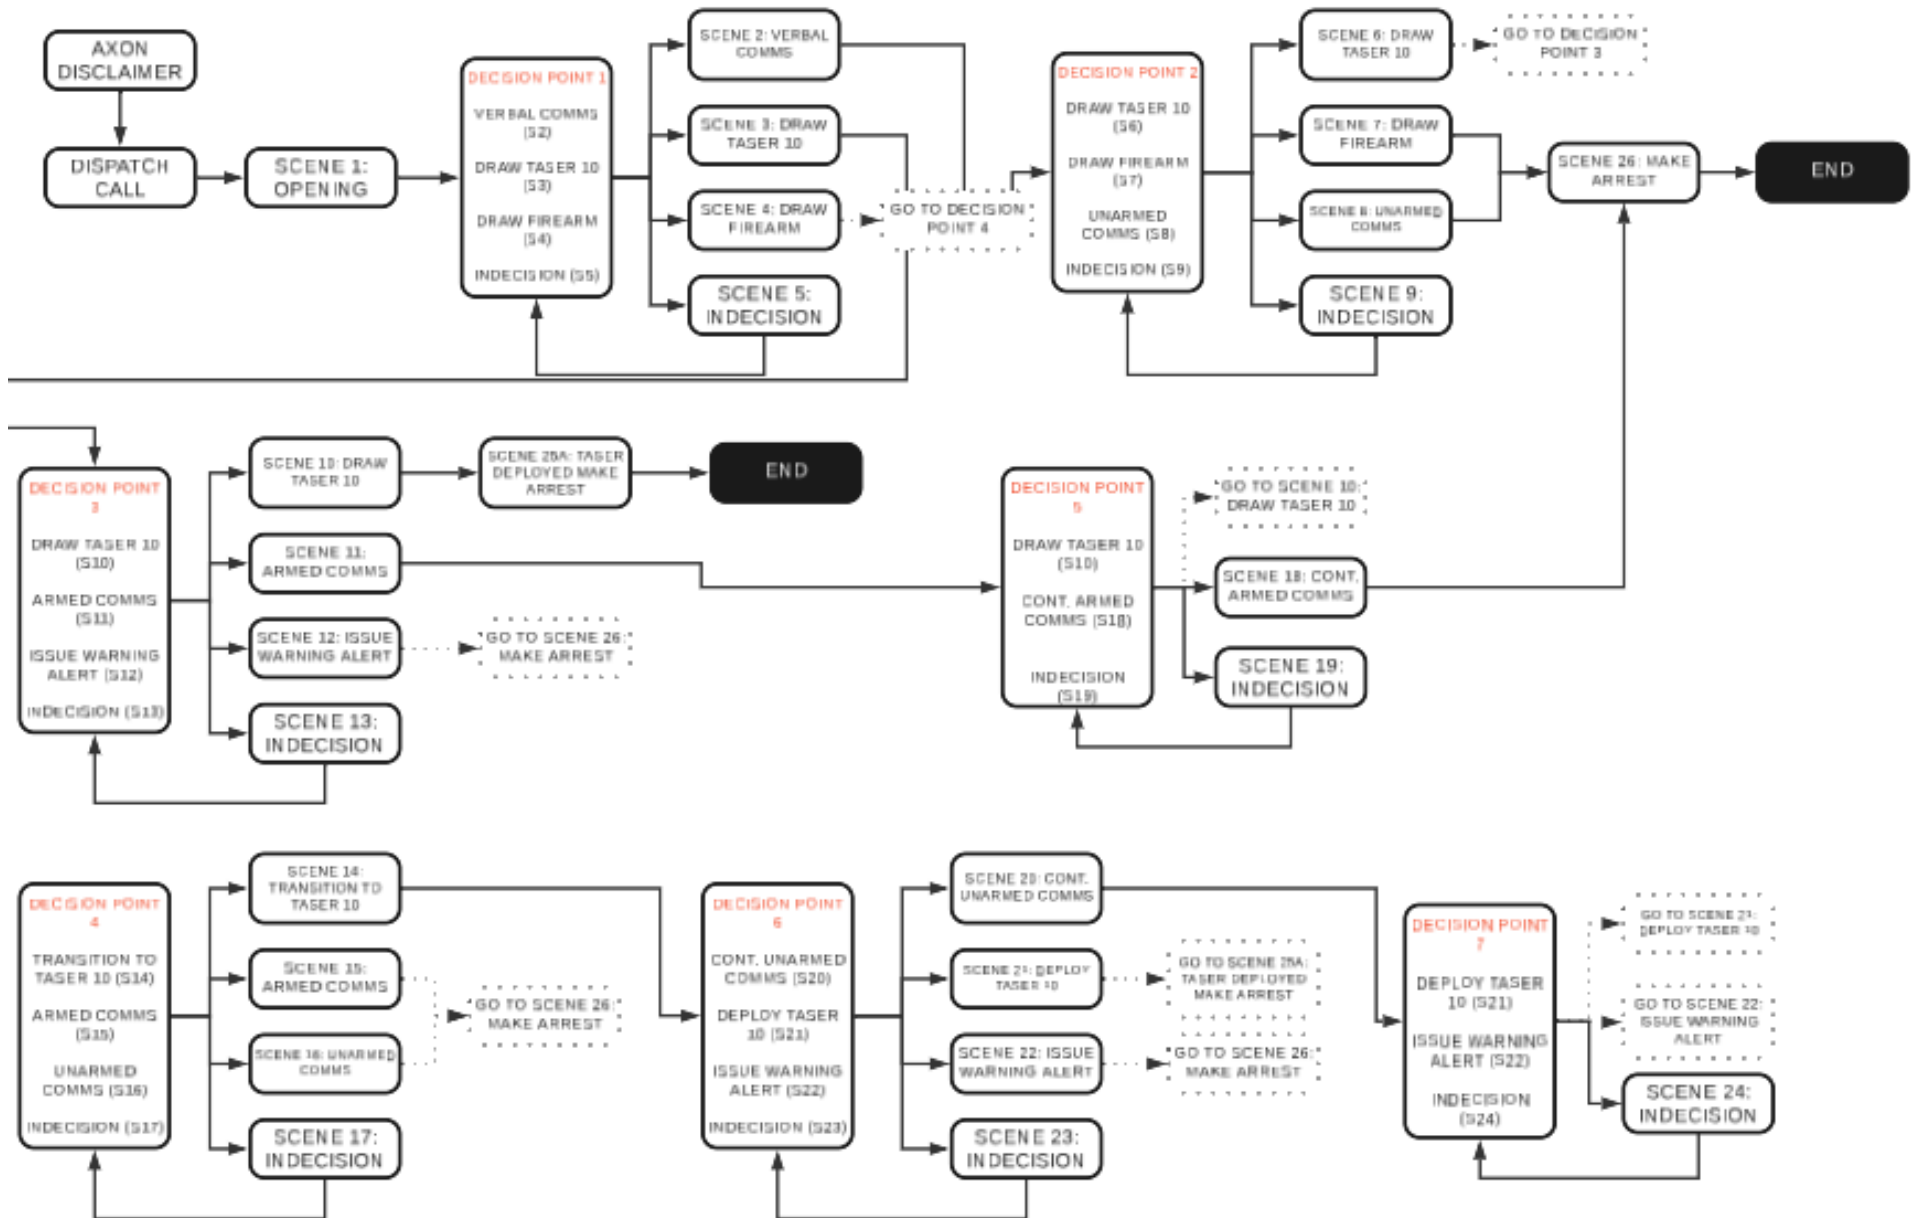 AXON
DISCLAIMER
DISPATCH
CALL
SCENE 1:
OPENING
DECISION POINT 1
VERBAL COMMS
(S2)
DRAW TASER 10
(S3)
DRAW FIREARM
(S4)
INDECISION (S5)
SCENE 2: VERBAL
COMMS
SCENE 3: DRAW
TASER 10
SCENE 4: DRAW
FIREARM
SCENE 5:
INDECISION
GO TO DECISION
POINT 4
DECISION POINT 2
DRAW TASER 10
(S6)
DRAW FIREARM
(S7)
UNARMED
COMMS (S8)
INDECISION (S9)
SCENE 6: DRAW
TASER 10
SCENE 7: DRAW
FIREARM
SCENE 8: UNARMED
COMMS
SCENE 9:
INDECISION
GO TO DECISION
POINT 3
SCENE 26: MAKE
ARREST
END
DECISION POINT
3
DRAW TASER 10
(S10)
ARMED COMMS
(S11)
ISSUE WARNING
ALERT (S12)
INDECISION (S13)
SCENE 10: DRAW
TASER 10
SCENE 11:
ARMED COMMS
SCENE 12: ISSUE
WARNING ALERT
SCENE 13:
INDECISION
SCENE 25A: TASER
DEPLOYED MAKE
ARREST
END
GO TO SCENE 26:
MAKE ARREST
DECISION POINT
5
DRAW TASER 10
(S10)
CONT. ARMED
COMMS (S18)
INDECISION
(S19)
GO TO SCENE 10:
DRAW TASER 10
SCENE 18: CONT.
ARMED COMMS
SCENE 19:
INDECISION
DECISION POINT
4
TRANSITION TO
TASER 10 (S14)
ARMED COMMS
(S15)
UNARMED
COMMS (S16)
INDECISION (S17)
SCENE 14:
TRANSITION TO
TASER 10
SCENE 15:
ARMED COMMS
SCENE 16: UNARMED
COMMS
SCENE 17:
INDECISION
GO TO SCENE 26:
MAKE ARREST
DECISION POINT
6
CONT. UNARMED
COMMS (S20)
DEPLOY TASER
10 (S21)
ISSUE WARNING
ALERT (S22)
INDECISION (S23)
SCENE 20: CONT.
UNARMED COMMS
SCENE 21: DEPLOY
TASER 10
SCENE 22: ISSUE
WARNING ALERT
SCENE 23:
INDECISION
GO TO SCENE 25A:
TASER DEPLOYED
MAKE ARREST
GO TO SCENE 26:
MAKE ARREST
DECISION POINT
7
DEPLOY TASER
10 (S21)
ISSUE WARNING
ALERT (S22)
INDECISION
(S24)
GO TO SCENE 21:
DEPLOY TASER 10
GO TO SCENE 22:
ISSUE WARNING
ALERT
SCENE 24:
INDECISION